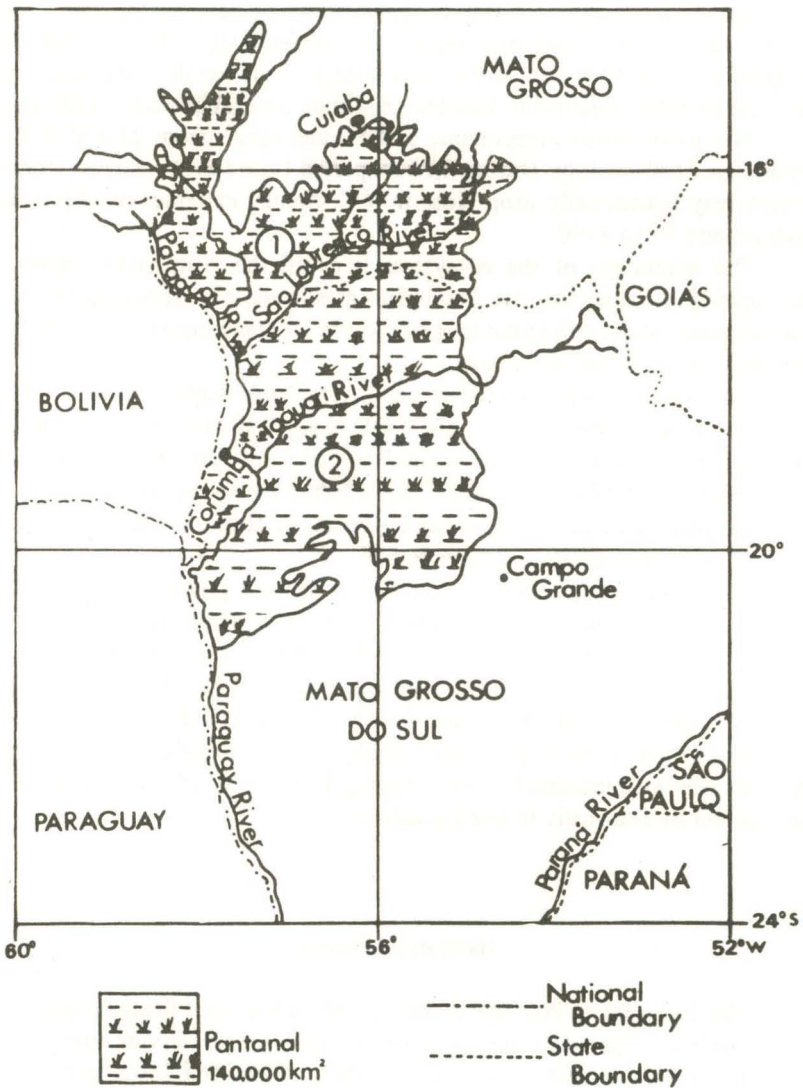 MATO
GROSSO
Cuiabá
16°
Paraguay River
1
São Lourenço River
GOIÁS
BOLIVIA
Taquari River
Corumbá
2
20°
Campo
Grande
MATO GROSSO
DO SUL
Paraguay River
PARAGUAY
Paraná River
SÃO
PAULO
PARANÁ
24°S
60°
56°
52°W
Pantanal
140.000 km²
National
Boundary
State
Boundary